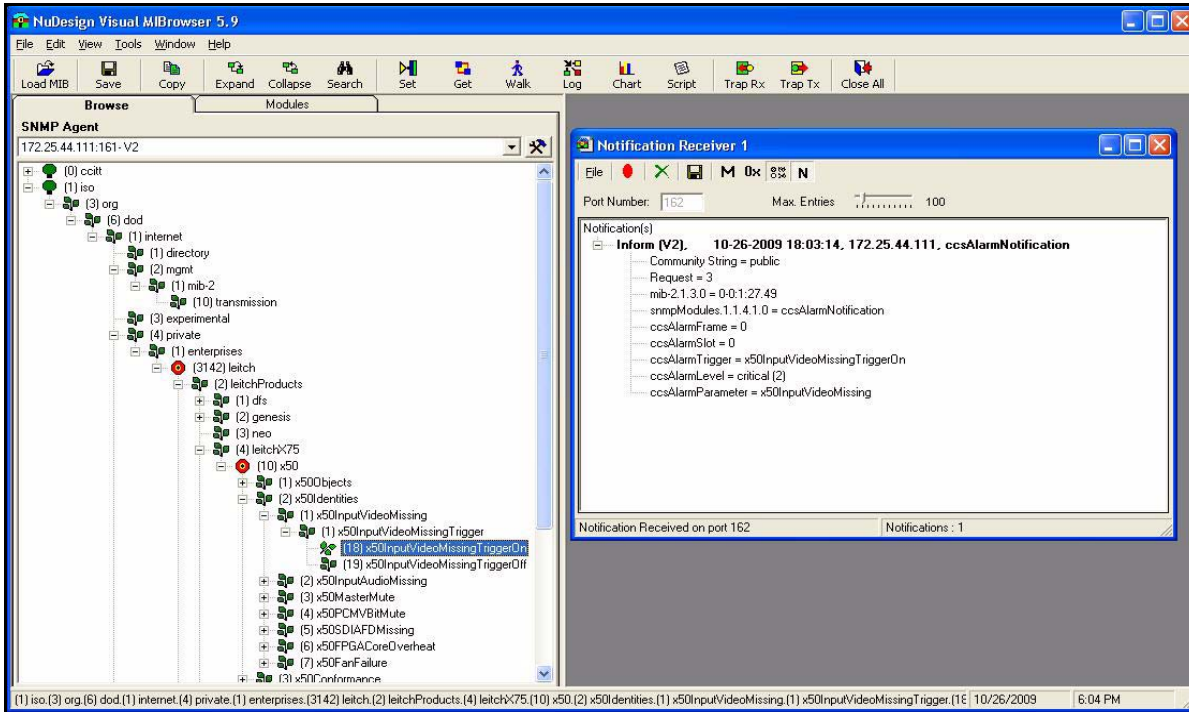 NuDesign Visual MIBrowser 5.9
File Edit View Tools Window Help
Load MIB Save Copy Expand Collapse Search Set Get Walk Log Chart Script Trap Rx Trap Tx Close All
Browse Modules
SNMP Agent
172.25.44.111:161-V2
(0) ccitt
(1) iso
(3) org
(6) dod
(1) internet
(1) directory
(2) mgmt
(1) mib-2
(10) transmission
(3) experimental
(4) private
(1) enterprises
(3142) leitch
(2) leitchProducts
(1) dfs
(2) genesis
(3) neo
(4) leitchX75
(10) x50
(1) x50Objects
(2) x50Identities
(1) x50InputVideoMissing
(1) x50InputVideoMissingTrigger
(18) x50InputVideoMissingTriggerOn
(19) x50InputVideoMissingTriggerOff
(2) x50InputAudioMissing
(3) x50MasterMute
(4) x50PCMVBitMute
(5) x50SDIAFDMissing
(6) x50FPGACoreOverheat
(7) x50FanFailure
(3) x50Conformance
Notification Receiver 1
File M 0x N
Port Number: 162 Max. Entries 100
Notification(s)
Inform (V2), 10-26-2009 18:03:14, 172.25.44.111, ccsAlarmNotification
Community String = public
Request = 3
mib-2.1.3.0 = 0-0:1:27.49
snmpModules.1.1.4.1.0 = ccsAlarmNotification
ccsAlarmFrame = 0
ccsAlarmSlot = 0
ccsAlarmTrigger = x50InputVideoMissingTriggerOn
ccsAlarmLevel = critical (2)
ccsAlarmParameter = x50InputVideoMissing
Notification Received on port 162 Notifications : 1
(1) iso.(3) org.(6) dod.(1) internet.(4) private.(1) enterprises.(3142) leitch.(2) leitchProducts.(4) leitchX75.(10) x50.(2) x50Identities.(1) x50InputVideoMissing.(1) x50InputVideoMissingTrigger.(18 10/26/2009 6:04 PM